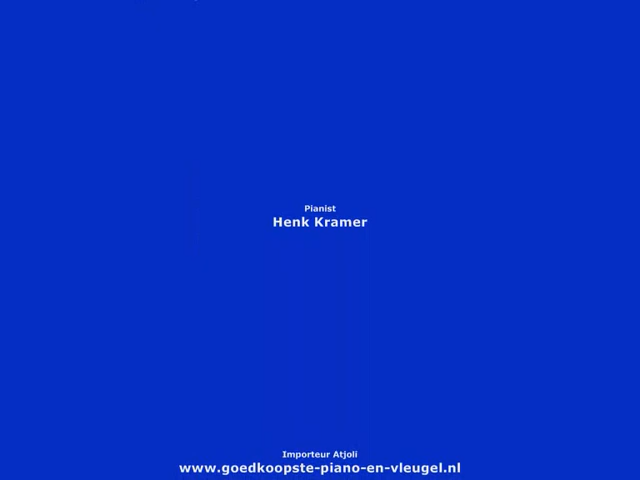 Pianist
Henk Kramer
Importeur Atjoli
www.goedkoopste-piano-en-vleugel.nl